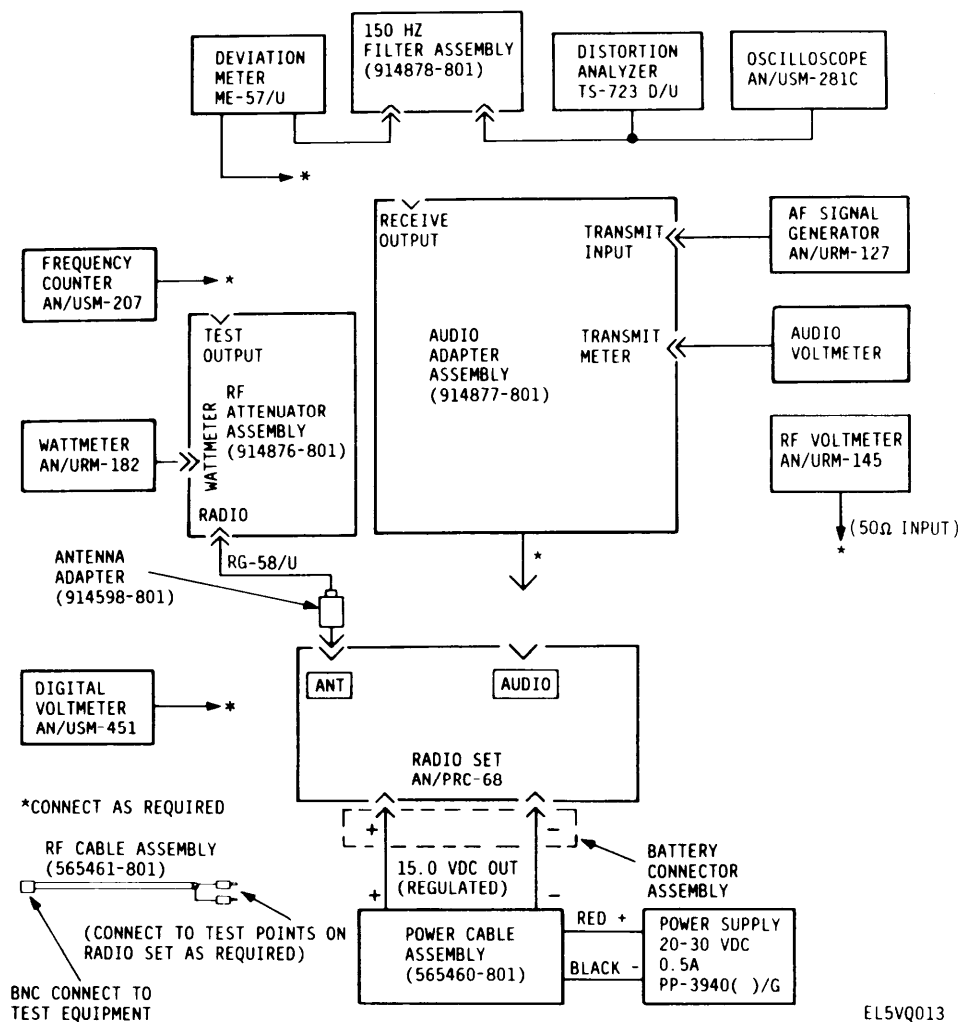 DEVIATION
METER
ME-57/U
150 HZ
FILTER ASSEMBLY
(914878-801)
DISTORTION
ANALYZER
TS-723 D/U
OSCILLOSCOPE
AN/USM-281C
*
RECEIVE
OUTPUT
TRANSMIT
INPUT
AF SIGNAL
GENERATOR
AN/URM-127
FREQUENCY
COUNTER
AN/USM-207
*
TEST
OUTPUT
AUDIO
ADAPTER
ASSEMBLY
(914877-801)
TRANSMIT
METER
AUDIO
VOLTMETER
WATTMETER
AN/URM-182
WATTMETER
RF
ATTENUATOR
ASSEMBLY
(914876-801)
RADIO
RF VOLTMETER
AN/URM-145
(50Ω INPUT)
*
*
RG-58/U
ANTENNA
ADAPTER
(914598-801)
ANT
AUDIO
DIGITAL
VOLTMETER
AN/USM-451
*
RADIO SET
AN/PRC-68
*CONNECT AS REQUIRED
+
-
RF CABLE ASSEMBLY
(565461-801)
15.0 VDC OUT
(REGULATED)
BATTERY
CONNECTOR
ASSEMBLY
+
-
(CONNECT TO TEST POINTS ON
RADIO SET AS REQUIRED)
POWER CABLE
ASSEMBLY
(565460-801)
RED +
BLACK -
POWER SUPPLY
20-30 VDC
0.5A
PP-3940( )/G
BNC CONNECT TO
TEST EQUIPMENT
EL5VQ013